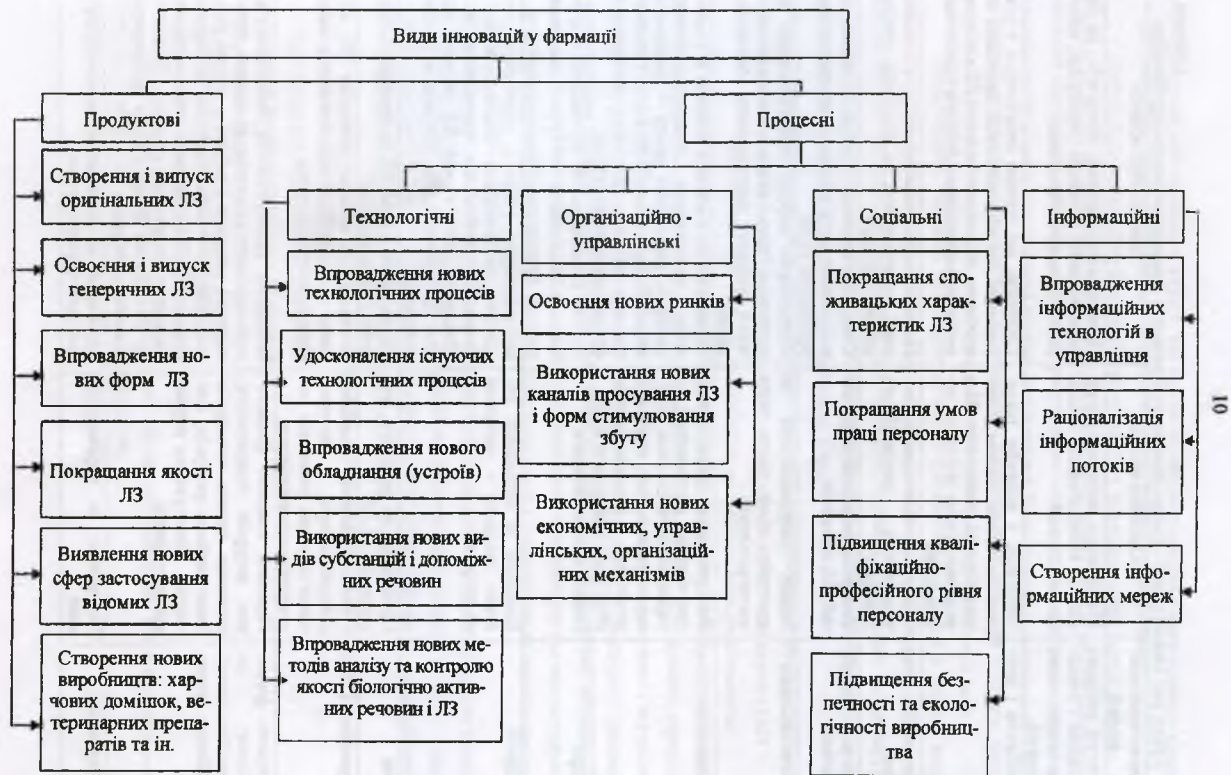 Види інновацій у фармації
Продуктові
Створення і випуск
оригінальних ЛЗ
Освоєння і випуск
генеричних ЛЗ
Впровадження но-
вих форм ЛЗ
Покращання якості
ЛЗ
Виявлення нових
сфер застосування
відомих ЛЗ
Створення нових
виробництв: хар-
чових домішок, ве-
теринарних препа-
ратів та ін.
Процесні
Технологічні
Впровадження нових
технологічних процесів
Удосконалення існуючих
технологічних процесів
Впровадження нового
обладнання (устроїв)
Використання нових ви-
дів субстанцій і допоміж-
них речовин
Впровадження нових ме-
тодів аналізу та контролю
якості біологічно актив-
них речовин і ЛЗ
Організаційно -
управлінські
Освоєння нових ринків
Використання нових
каналів просування ЛЗ
і форм стимулювання
збуту
Використання нових
економічних, управ-
лінських, організацій-
них механізмів
Соціальні
Покращання спо-
живацьких харак-
теристик ЛЗ
Покращання умов
праці персоналу
Підвищення квалі-
фікаційно-
професійного рівня
персоналу
Підвищення без-
печності та еколо-
гічності виробниц-
тва
Інформаційні
Впровадження
інформаційних
технологій в
управління
Раціоналізація
інформаційних
потоків
Створення інфо-
рмаційних мереж
10